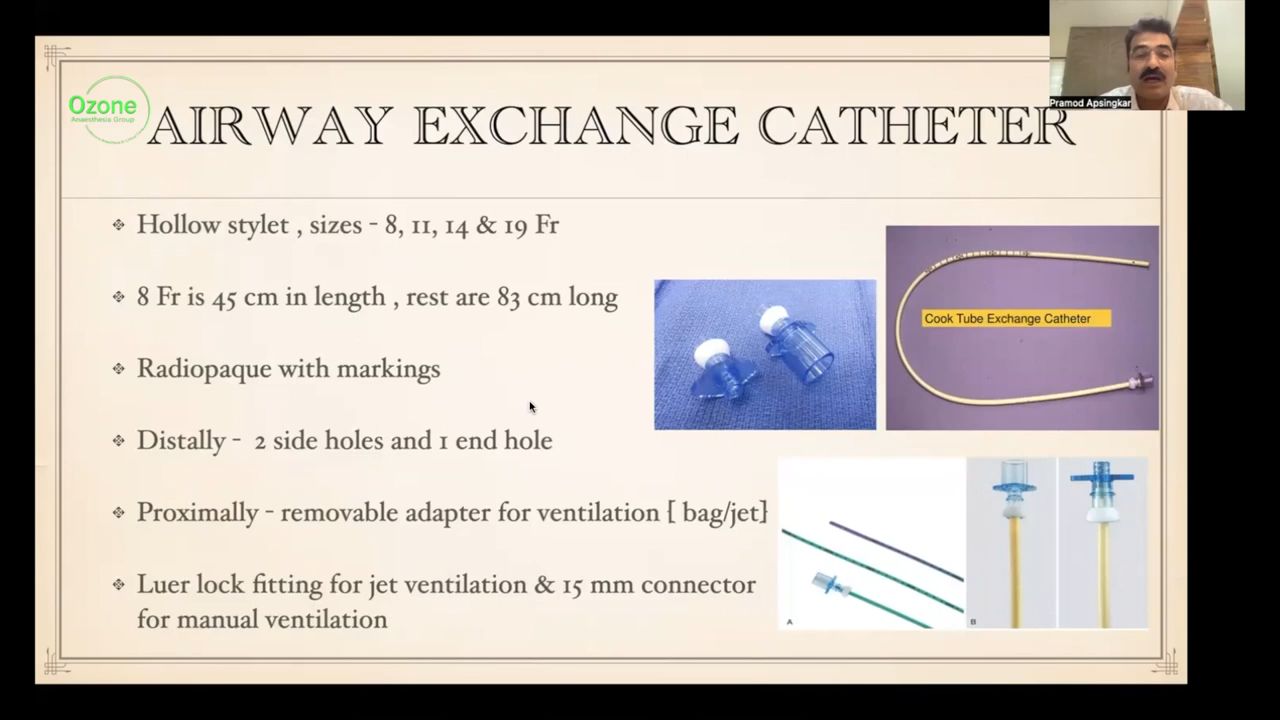 Pramod Apsingkar
Ozone
Anaesthesia Group
AIRWAY EXCHANGE CATHETER
Hollow stylet , sizes - 8, 11, 14 & 19 Fr
8 Fr is 45 cm in length , rest are 83 cm long
Radiopaque with markings
Distally - 2 side holes and 1 end hole
Proximally - removable adapter for ventilation [ bag/jet]
Luer lock fitting for jet ventilation & 15 mm connector
for manual ventilation
Cook Tube Exchange Catheter
A
B